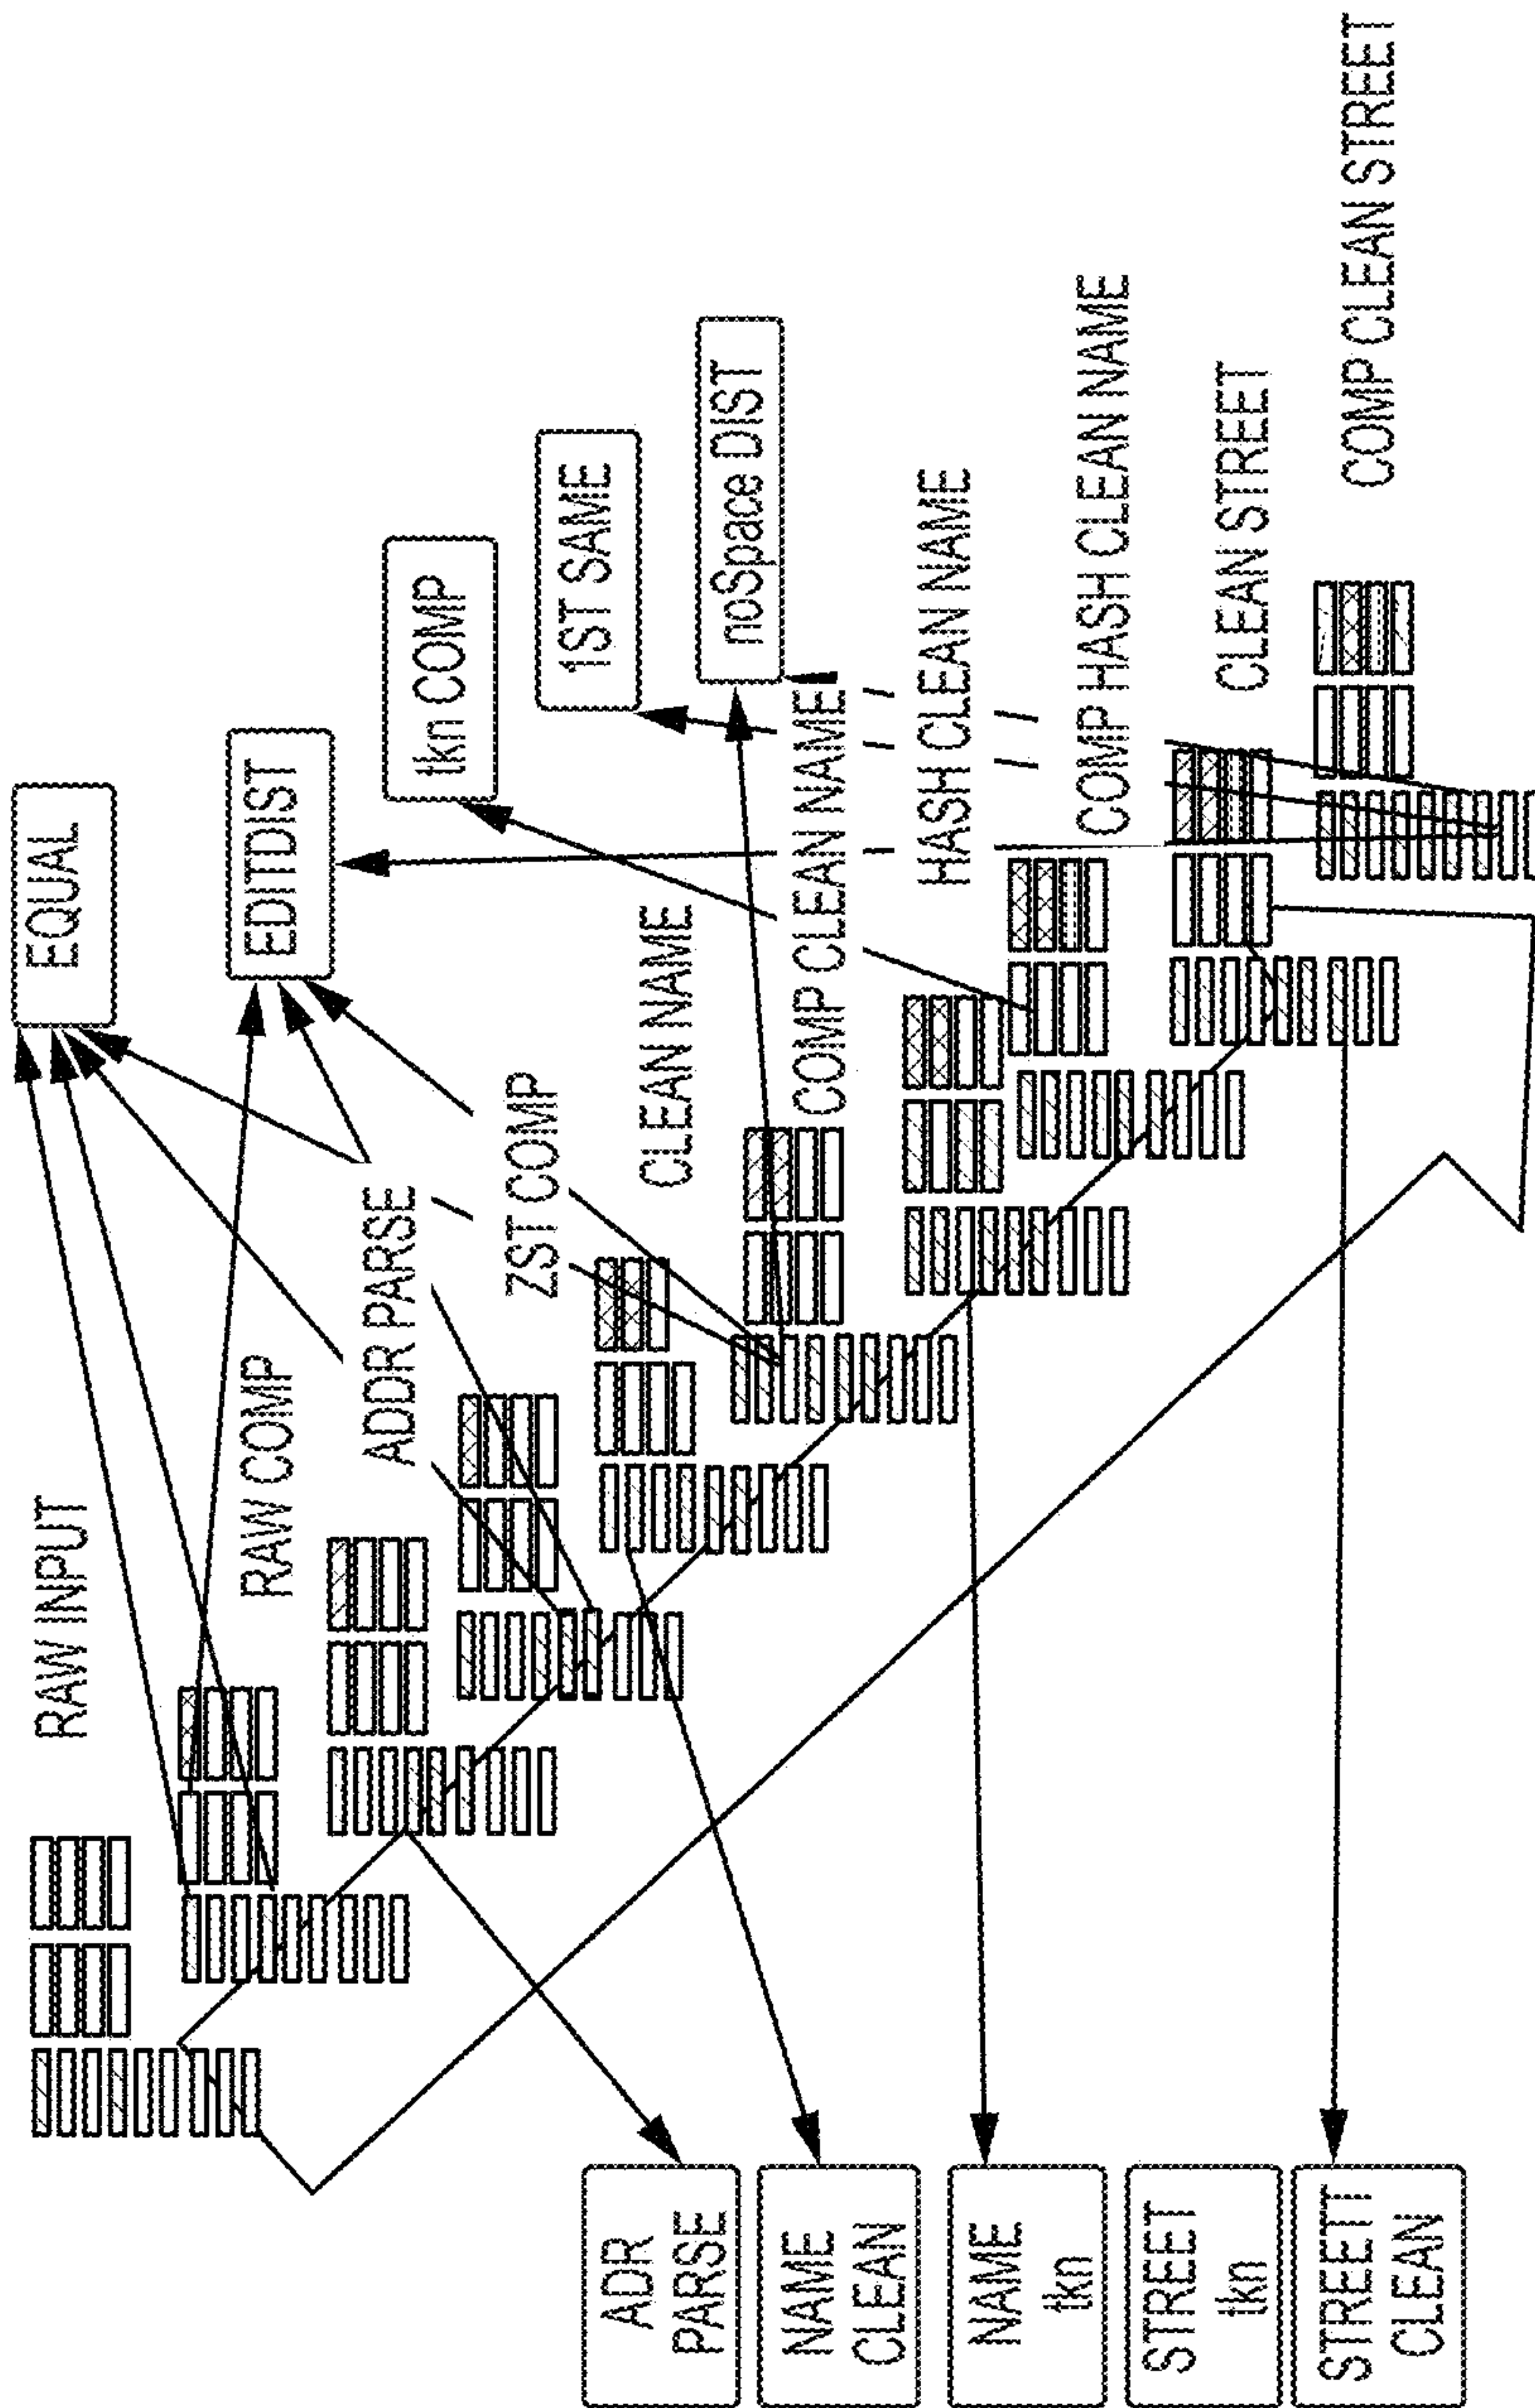 RAW INPUT
RAW COMP
ADDR PARSE
ZST COMP
CLEAN NAME
COMP CLEAN NAME
HASH CLEAN NAME
COMP HASH CLEAN NAME
CLEAN STREET
COMP CLEAN STREET
EQUAL
EDITDIST
tkn COMP
1ST SAME
noSpace DIST
ADR
PARSE
NAME
CLEAN
NAME
tkn
STREET
tkn
STREETT
CLEAN